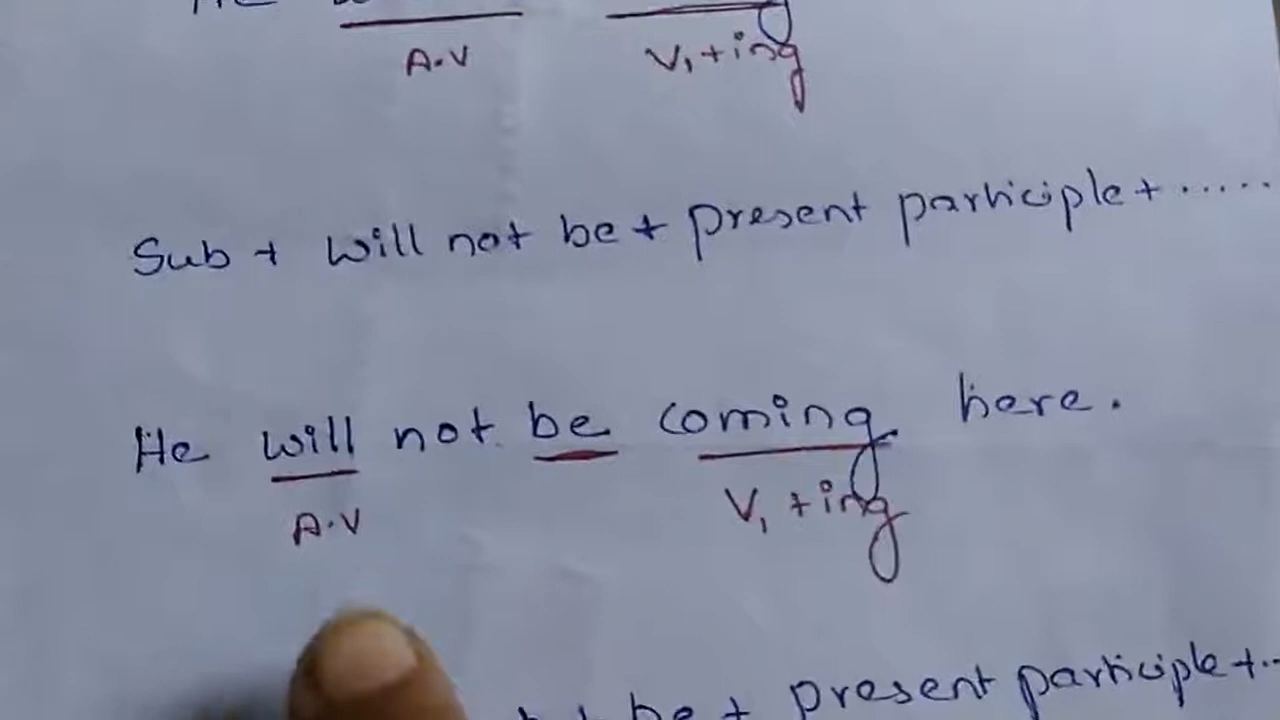 He
A.V V₁+ing
Sub + will not be + present participle + .....
He will not be coming here.
A.V V₁ +ing
be + present participle +..